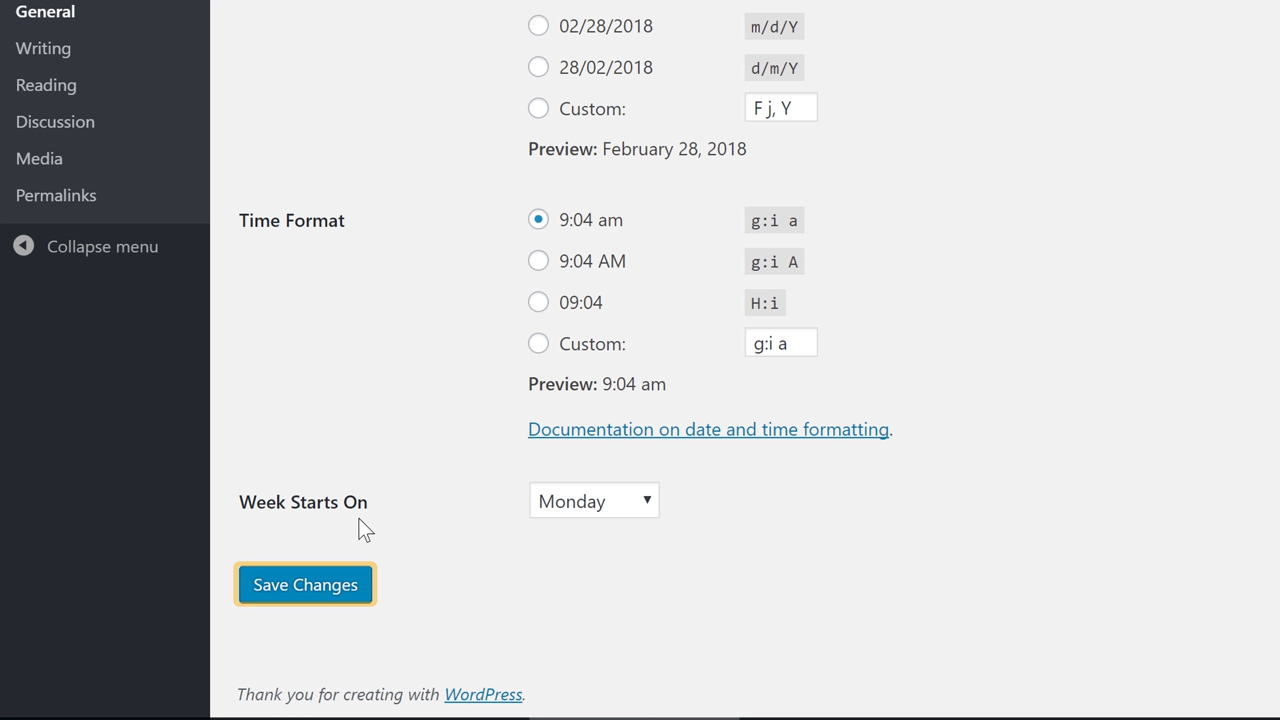 General
Writing
Reading
Discussion
Media
Permalinks
Collapse menu
02/28/2018 m/d/Y
28/02/2018 d/m/Y
Custom: F j, Y
Preview: February 28, 2018
Time Format
9:04 am g:i a
9:04 AM g:i A
09:04 H:i
Custom: g:i a
Preview: 9:04 am
Documentation on date and time formatting.
Week Starts On Monday
Save Changes
Thank you for creating with WordPress.